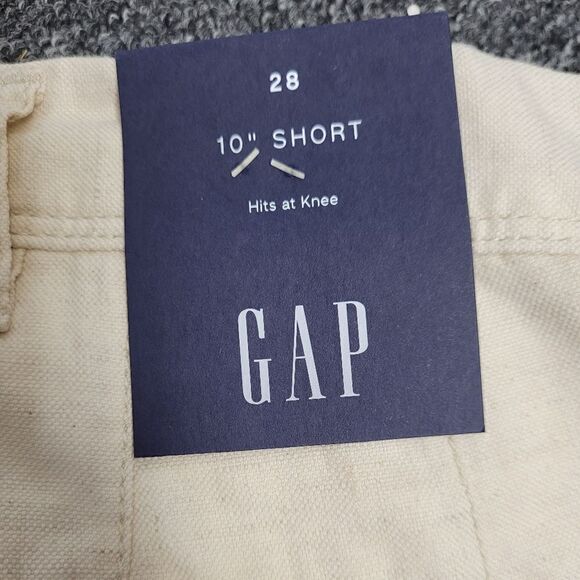 28
10" SHORT
Hits at Knee
GAP